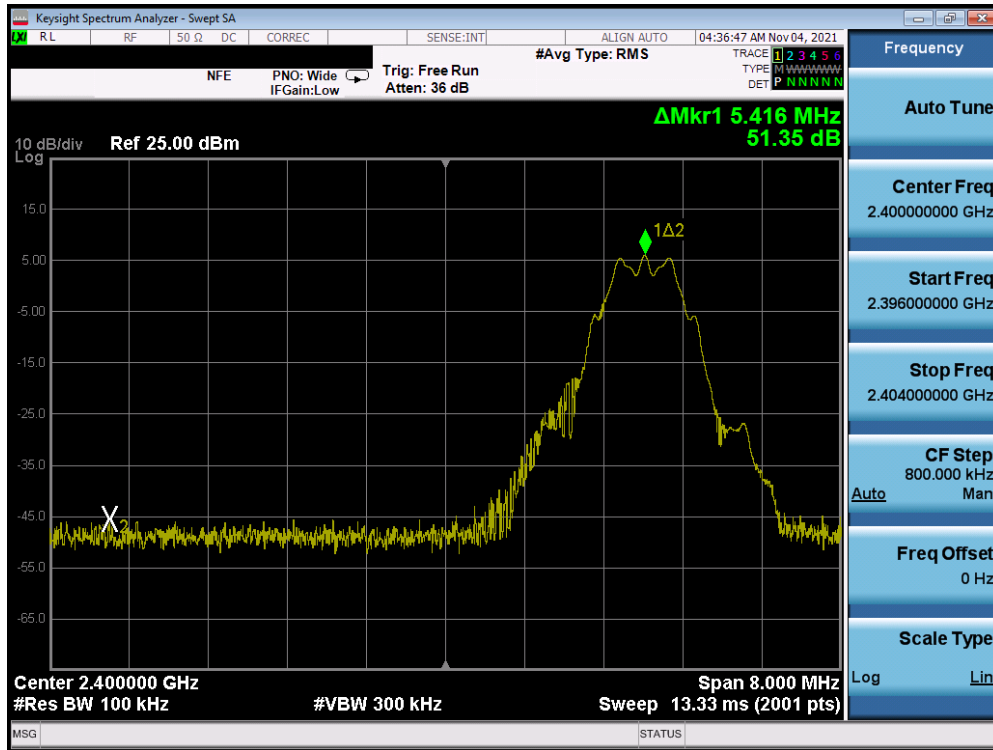 Keysight Spectrum Analyzer - Swept SA
LXI RL RF 50 Ω DC CORREC SENSE:INT ALIGN AUTO 04:36:47 AM Nov 04, 2021
NFE
PNO: Wide
IFGain:Low
Trig: Free Run
Atten: 36 dB
#Avg Type: RMS
TRACE 1 2 3 4 5 6
TYPE M W W W W W
DET P N N N N N
ΔMkr1 5.416 MHz
51.35 dB
10 dB/div Ref 25.00 dBm
Log
15.0
5.00
-5.00
-15.0
-25.0
-35.0
-45.0
-55.0
-65.0
1Δ2
X2
Center 2.400000 GHz Span 8.000 MHz
#Res BW 100 kHz #VBW 300 kHz Sweep 13.33 ms (2001 pts)
MSG STATUS
Frequency
Auto Tune
Center Freq
2.400000000 GHz
Start Freq
2.396000000 GHz
Stop Freq
2.404000000 GHz
CF Step
800.000 kHz
Auto Man
Freq Offset
0 Hz
Scale Type
Log Lin